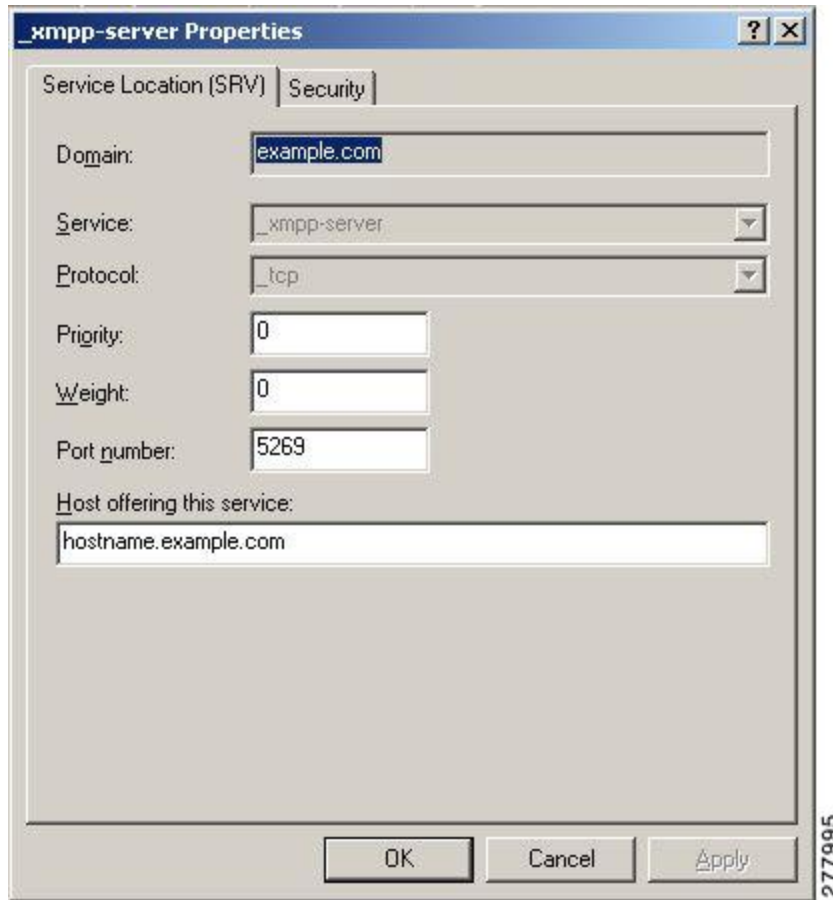 _xmpp-server Properties
Service Location (SRV) Security
Domain: example.com
Service: _xmpp-server
Protocol: _tcp
Priority: 0
Weight: 0
Port number: 5269
Host offering this service:
hostname.example.com
OK Cancel Apply
277995